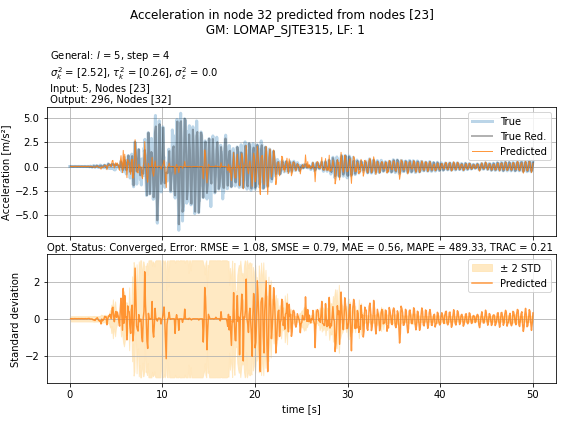 Acceleration in node 32 predicted from nodes [23]
GM: LOMAP_SJTE315, LF: 1
General: l = 5, step = 4
σ²ₖ = [2.52], τ²ₖ = [0.26], σ²ε = 0.0
Input: 5, Nodes [23]
Output: 296, Nodes [32]
Acceleration [m/s²]
5.0
2.5
0.0
−2.5
−5.0
True
True Red.
Predicted
Opt. Status: Converged, Error: RMSE = 1.08, SMSE = 0.79, MAE = 0.56, MAPE = 489.33, TRAC = 0.21
Standard deviation
2
0
−2
± 2 STD
Predicted
0
10
20
30
40
50
time [s]